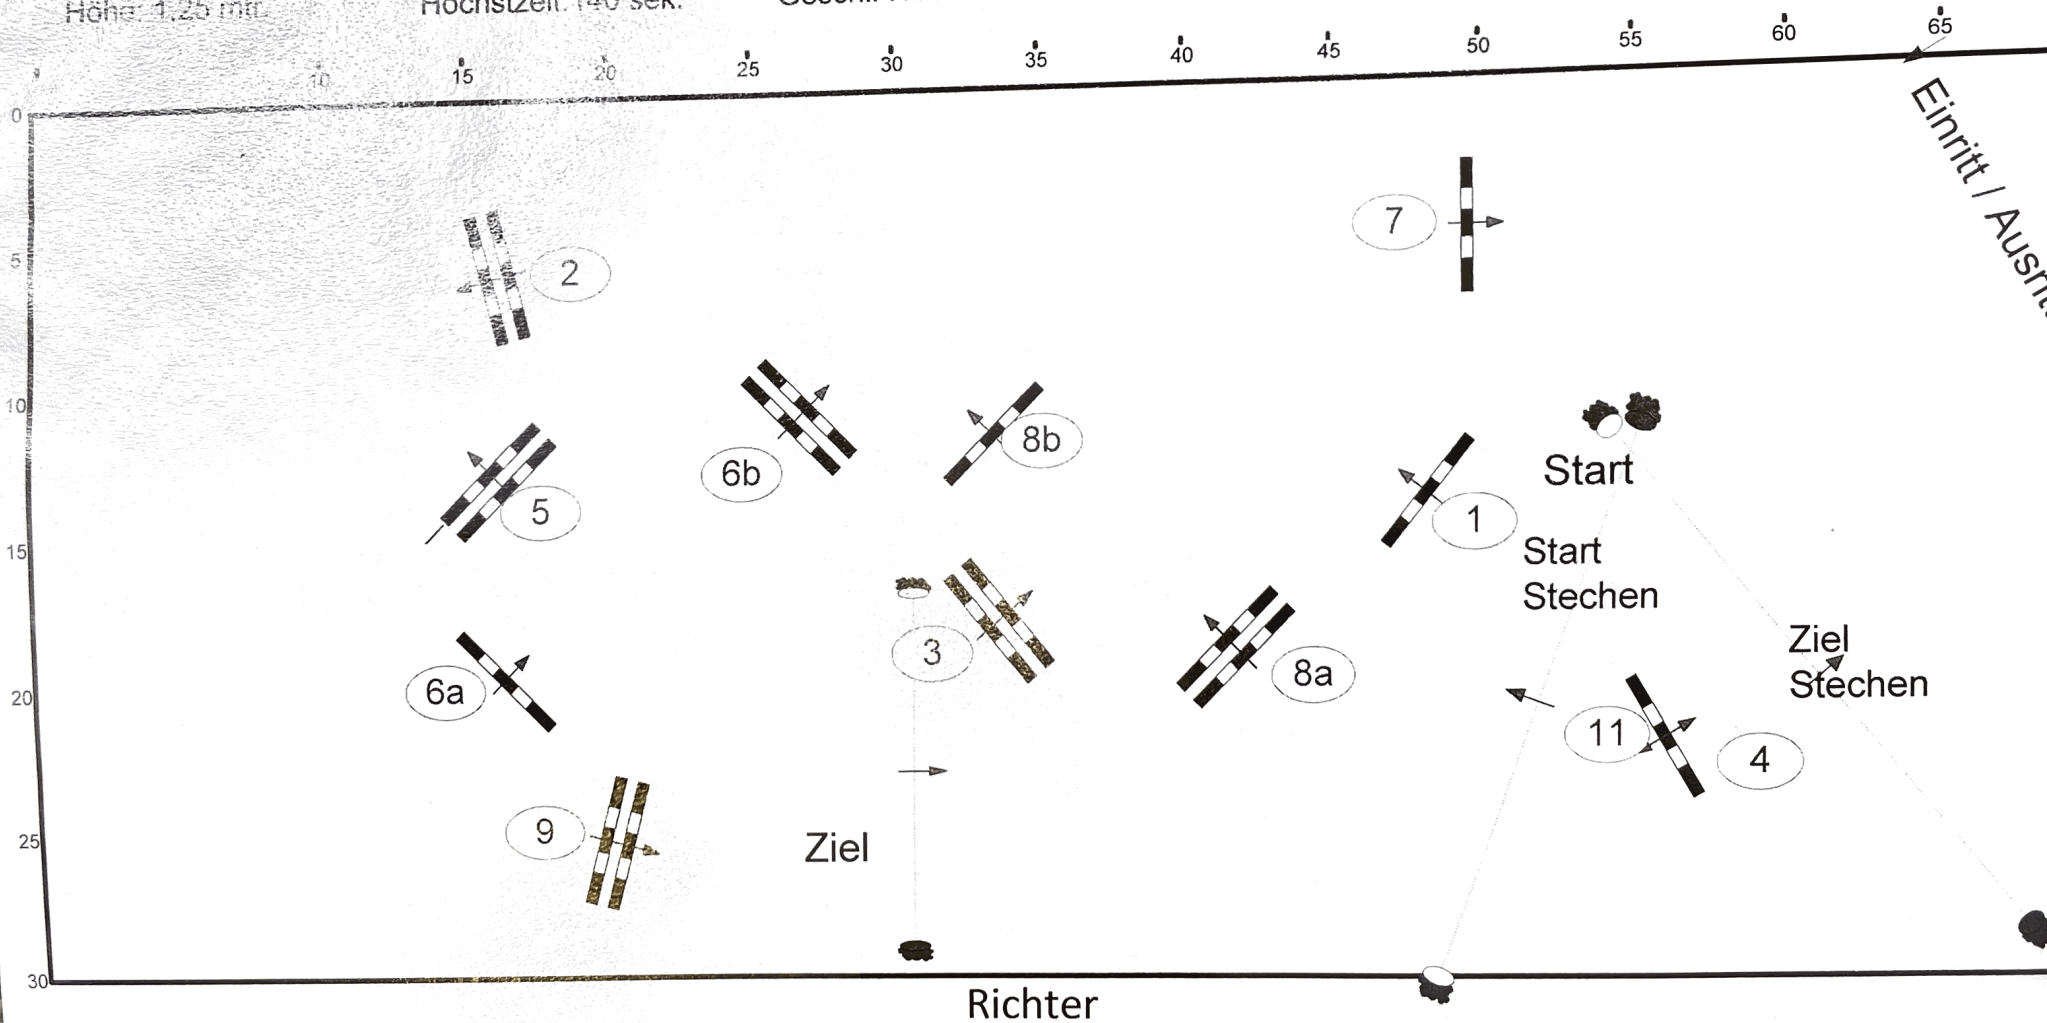 Höhe: 1,25 mtr.
Höchstzeit: 140 sek.
10 15 20 25 30 35 40 45 50 55 60 65
0
5
10
15
20
25
30
Einritt /
7
2
6b
8b
5
1
Start
Start
Stechen
3
6a
8a
Ziel
Stechen
11
4
9
Ziel
Richter